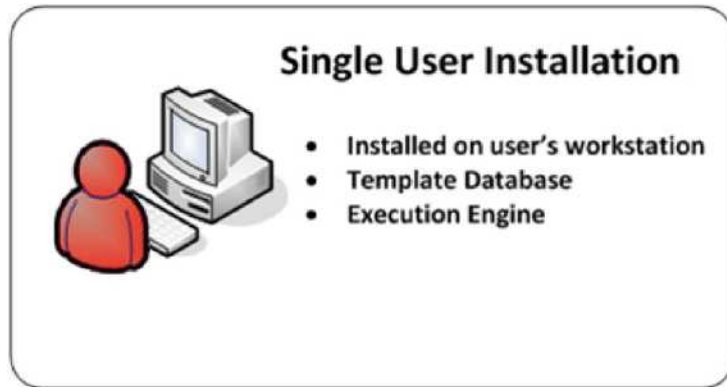 Single User Installation
• Installed on user's workstation
• Template Database
• Execution Engine